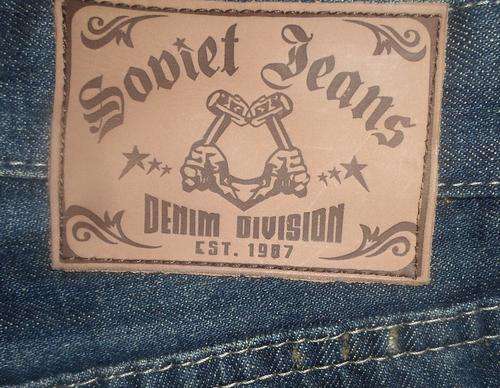 Soviet Jeans
DENIM DIVISION
EST. 1987